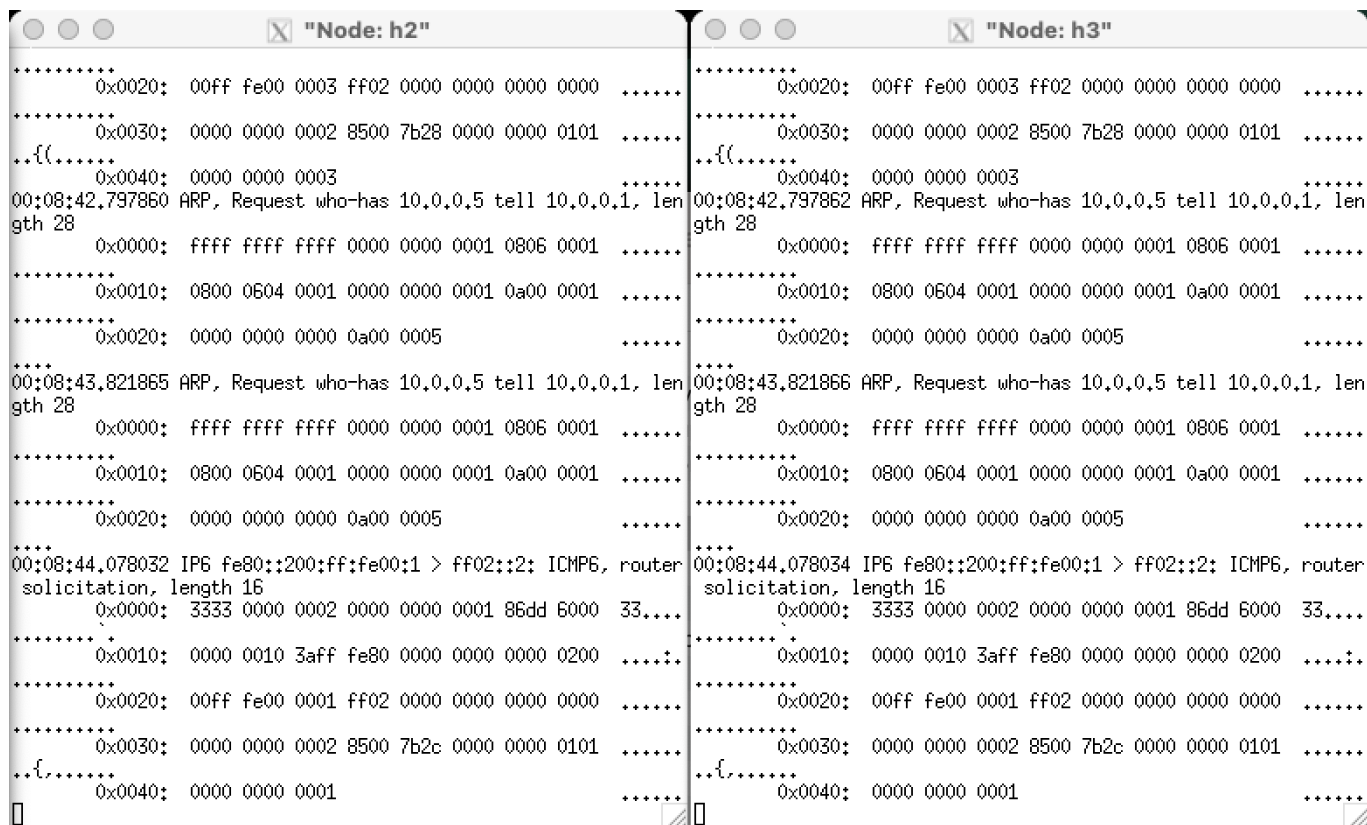 "Node: h2"
..........
0x0020: 00ff fe00 0003 ff02 0000 0000 0000 0000 ......
..........
0x0030: 0000 0000 0002 8500 7b28 0000 0000 0101 ......
..{(......
0x0040: 0000 0000 0003 ......
00:08:42.797860 ARP, Request who-has 10.0.0.5 tell 10.0.0.1, len
gth 28
0x0000: ffff ffff ffff 0000 0000 0001 0806 0001 ......
..........
0x0010: 0800 0604 0001 0000 0000 0001 0a00 0001 ......
..........
0x0020: 0000 0000 0000 0a00 0005 ......
....
00:08:43.821865 ARP, Request who-has 10.0.0.5 tell 10.0.0.1, len
gth 28
0x0000: ffff ffff ffff 0000 0000 0001 0806 0001 ......
..........
0x0010: 0800 0604 0001 0000 0000 0001 0a00 0001 ......
..........
0x0020: 0000 0000 0000 0a00 0005 ......
....
00:08:44.078032 IP6 fe80::200:ff:fe00:1 > ff02::2: ICMP6, router
solicitation, length 16
0x0000: 3333 0000 0002 0000 0000 0001 86dd 6000 33....
........`.
0x0010: 0000 0010 3aff fe80 0000 0000 0000 0200 ....:.
..........
0x0020: 00ff fe00 0001 ff02 0000 0000 0000 0000 ......
..........
0x0030: 0000 0000 0002 8500 7b2c 0000 0000 0101 ......
..{,......
0x0040: 0000 0000 0001 ......
"Node: h3"
..........
0x0020: 00ff fe00 0003 ff02 0000 0000 0000 0000 ......
..........
0x0030: 0000 0000 0002 8500 7b28 0000 0000 0101 ......
..{(......
0x0040: 0000 0000 0003 ......
00:08:42.797862 ARP, Request who-has 10.0.0.5 tell 10.0.0.1, len
gth 28
0x0000: ffff ffff ffff 0000 0000 0001 0806 0001 ......
..........
0x0010: 0800 0604 0001 0000 0000 0001 0a00 0001 ......
..........
0x0020: 0000 0000 0000 0a00 0005 ......
....
00:08:43.821866 ARP, Request who-has 10.0.0.5 tell 10.0.0.1, len
gth 28
0x0000: ffff ffff ffff 0000 0000 0001 0806 0001 ......
..........
0x0010: 0800 0604 0001 0000 0000 0001 0a00 0001 ......
..........
0x0020: 0000 0000 0000 0a00 0005 ......
....
00:08:44.078034 IP6 fe80::200:ff:fe00:1 > ff02::2: ICMP6, router
solicitation, length 16
0x0000: 3333 0000 0002 0000 0000 0001 86dd 6000 33....
........`.
0x0010: 0000 0010 3aff fe80 0000 0000 0000 0200 ....:.
..........
0x0020: 00ff fe00 0001 ff02 0000 0000 0000 0000 ......
..........
0x0030: 0000 0000 0002 8500 7b2c 0000 0000 0101 ......
..{,......
0x0040: 0000 0000 0001 ......